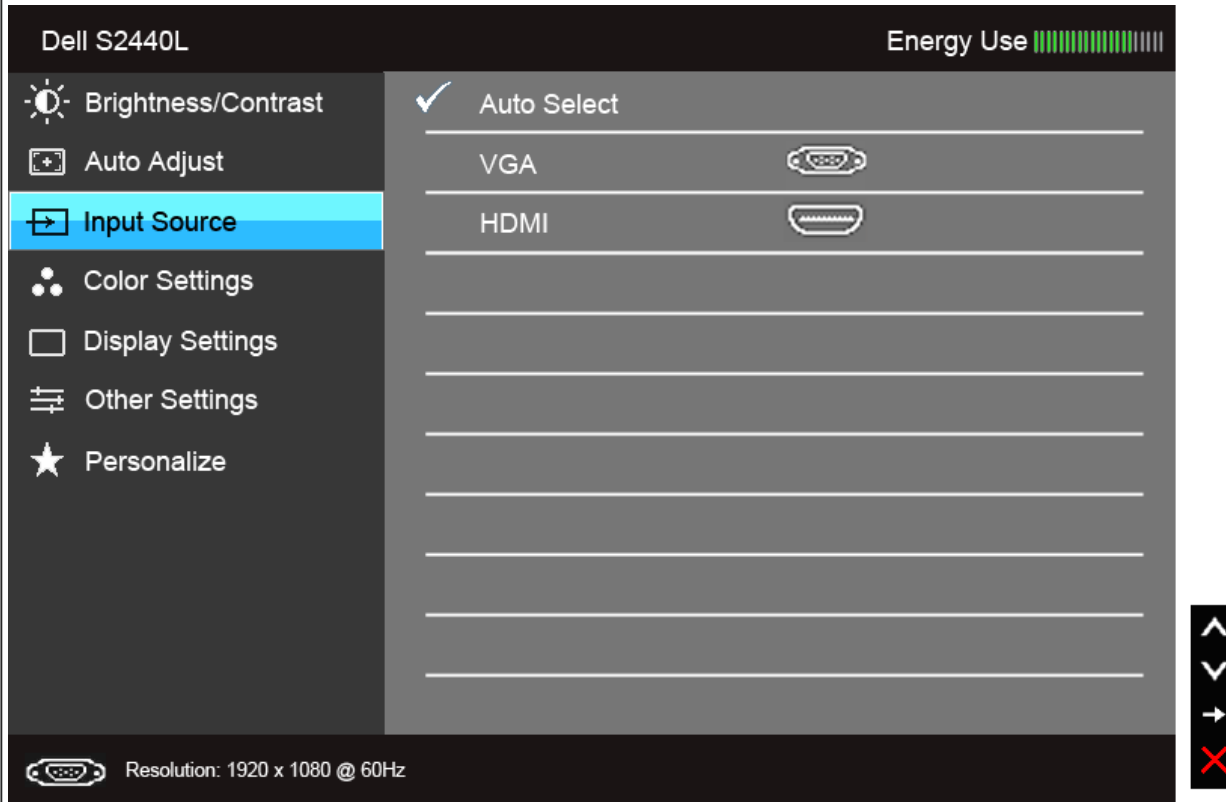 Dell S2440L
Energy Use
Brightness/Contrast
Auto Adjust
Input Source
Color Settings
Display Settings
Other Settings
Personalize
Auto Select
VGA
HDMI
Resolution: 1920 x 1080 @ 60Hz